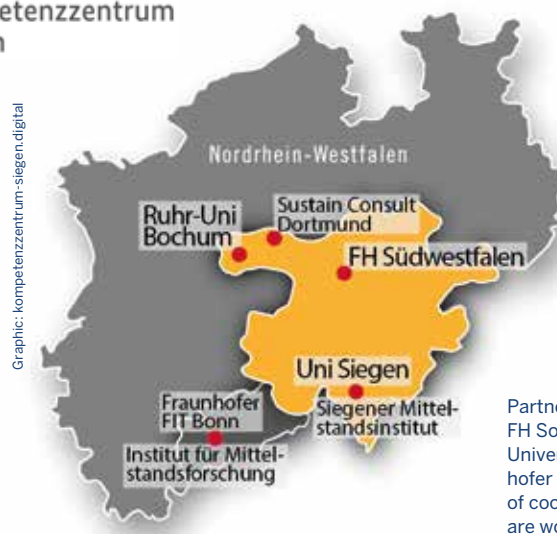 petenzzentrum
Graphic: kompetenzzentrum-siegen.digital
Nordrhein-Westfalen
Ruhr-Uni
Bochum
Sustain Consult
Dortmund
FH Südwestfalen
Uni Siegen
Siegener Mittel-
standsinstitut
Fraunhofer
FIT Bonn
Institut für Mittel-
standsforschung
Partne
FH So
Univer
hofer
of coo
are wo